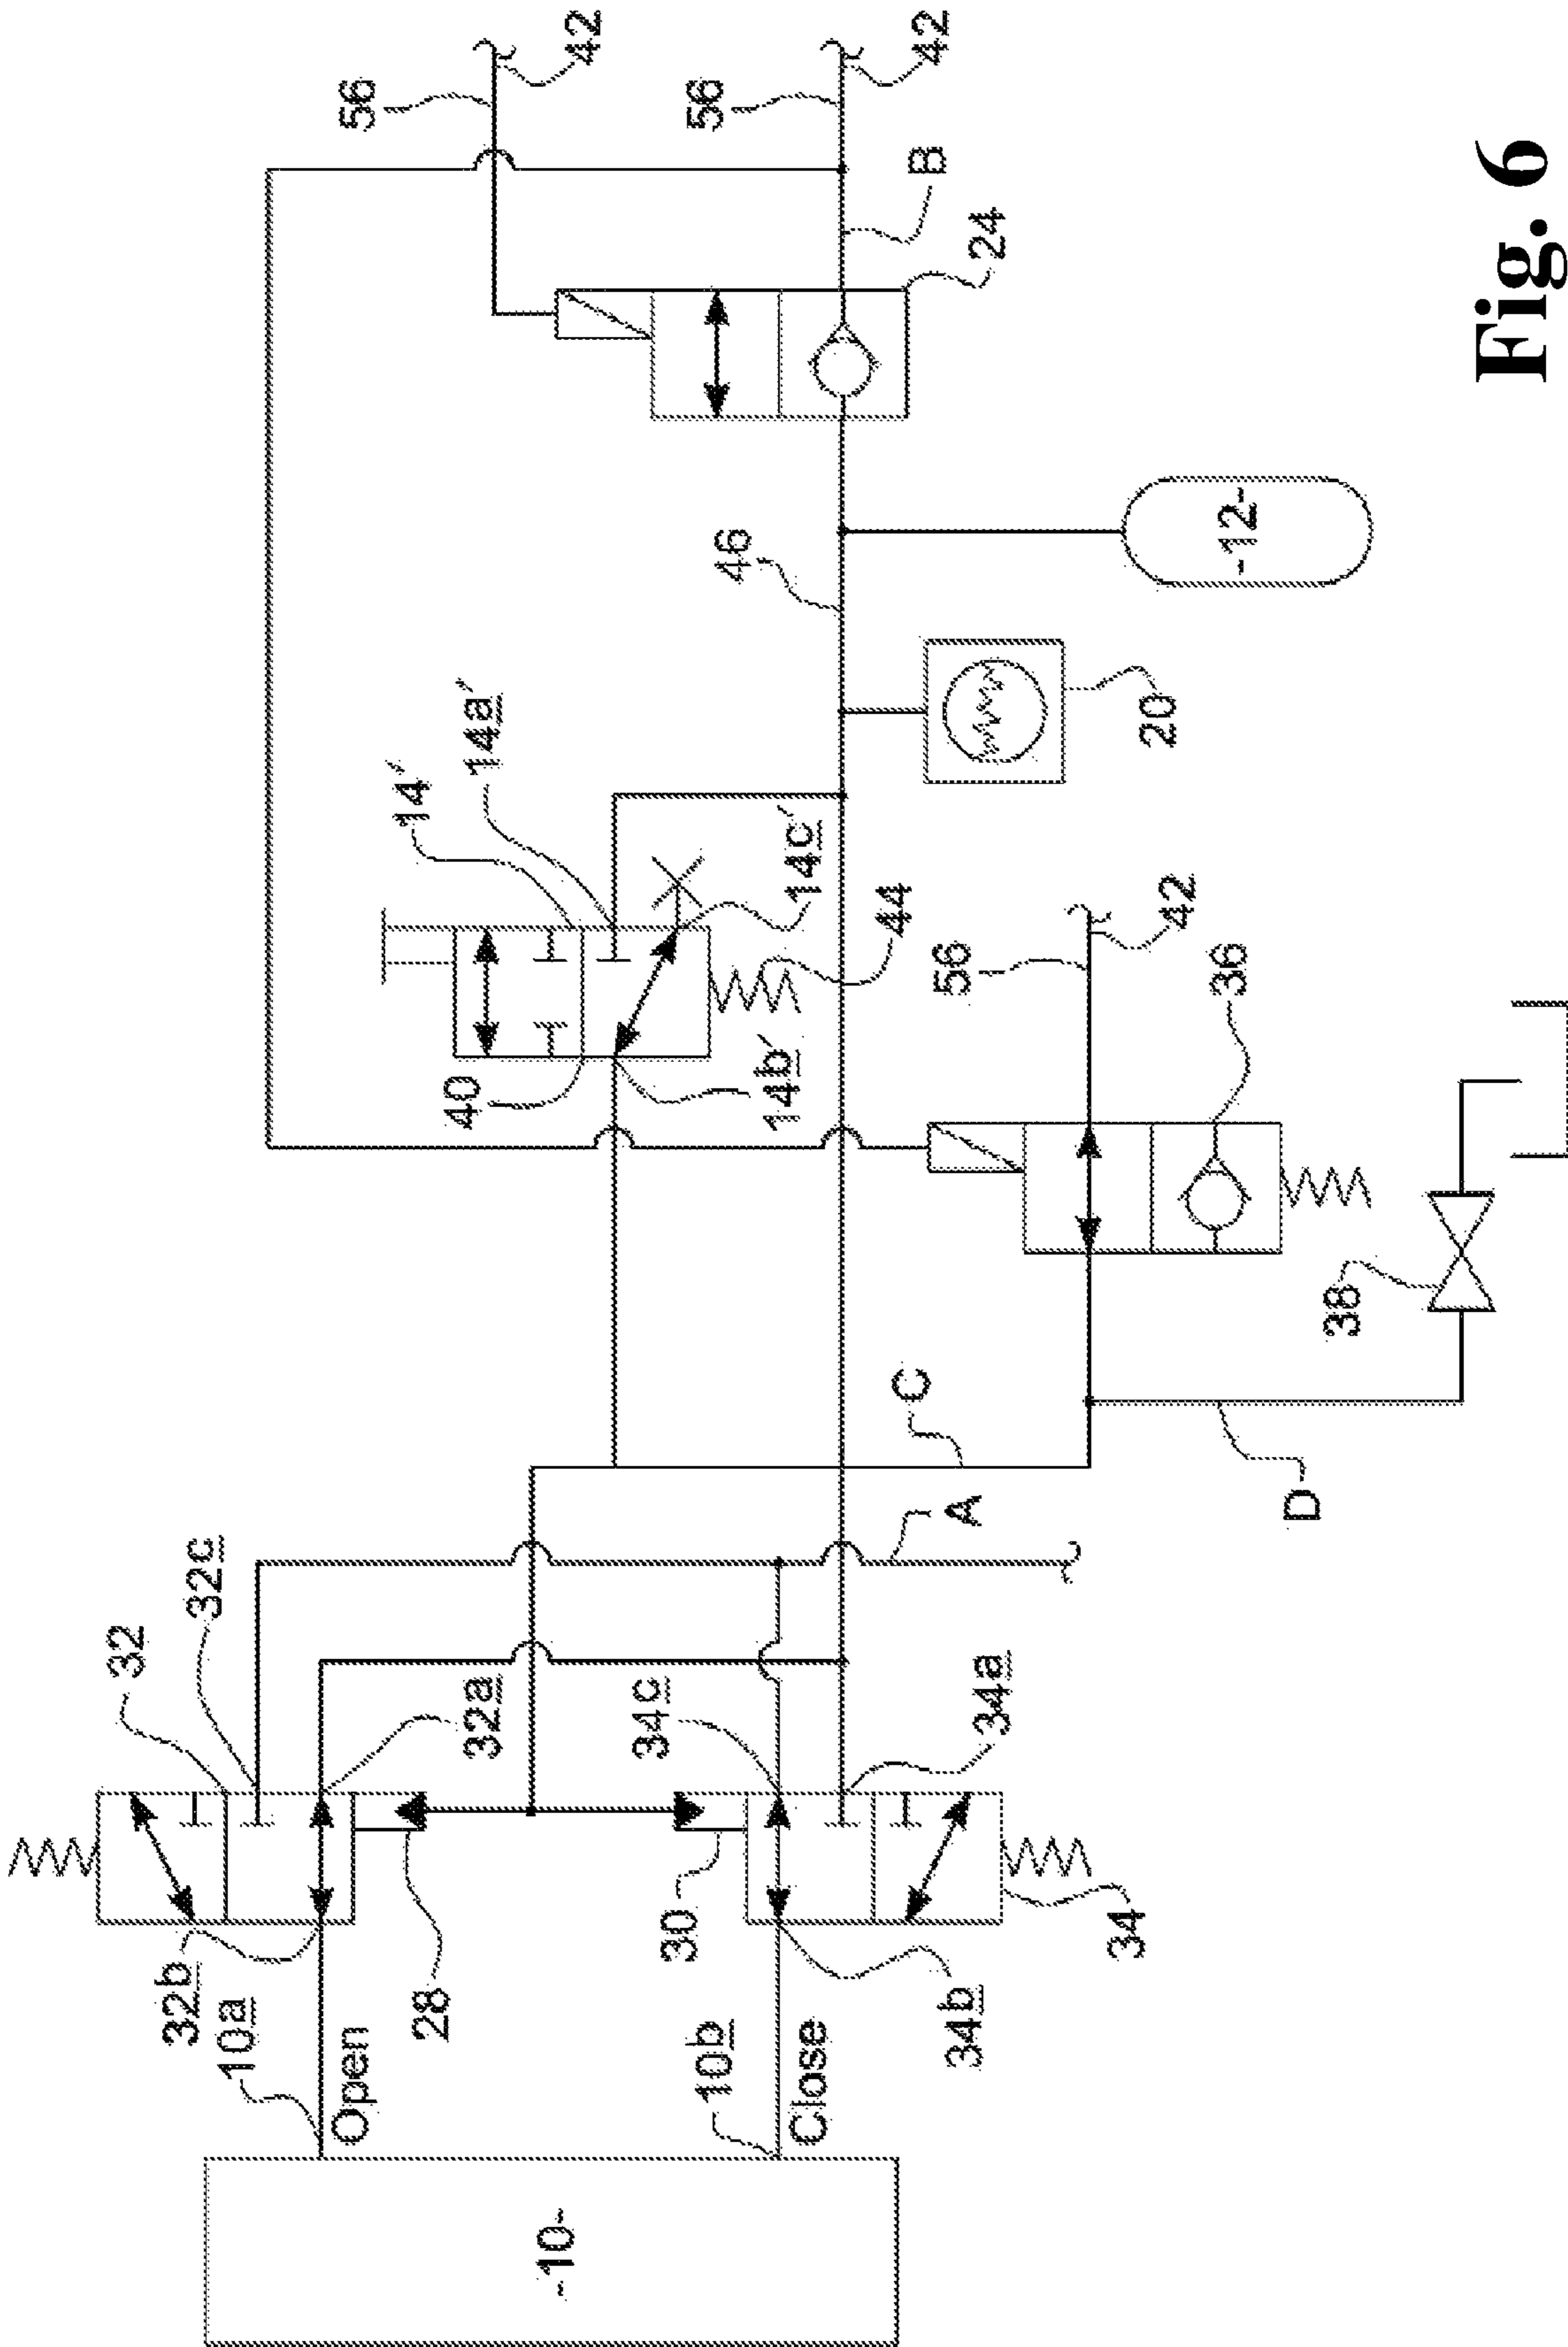 56
42
56
42
B
24
14'
14a'
46
-12-
20
14c'
44
40
14b'
56
42
36
38
C
D
A
32
32c
32a
34c
34a
32b
10a
Open
28
30
10b
Close
34b
34
-10-
Fig. 6